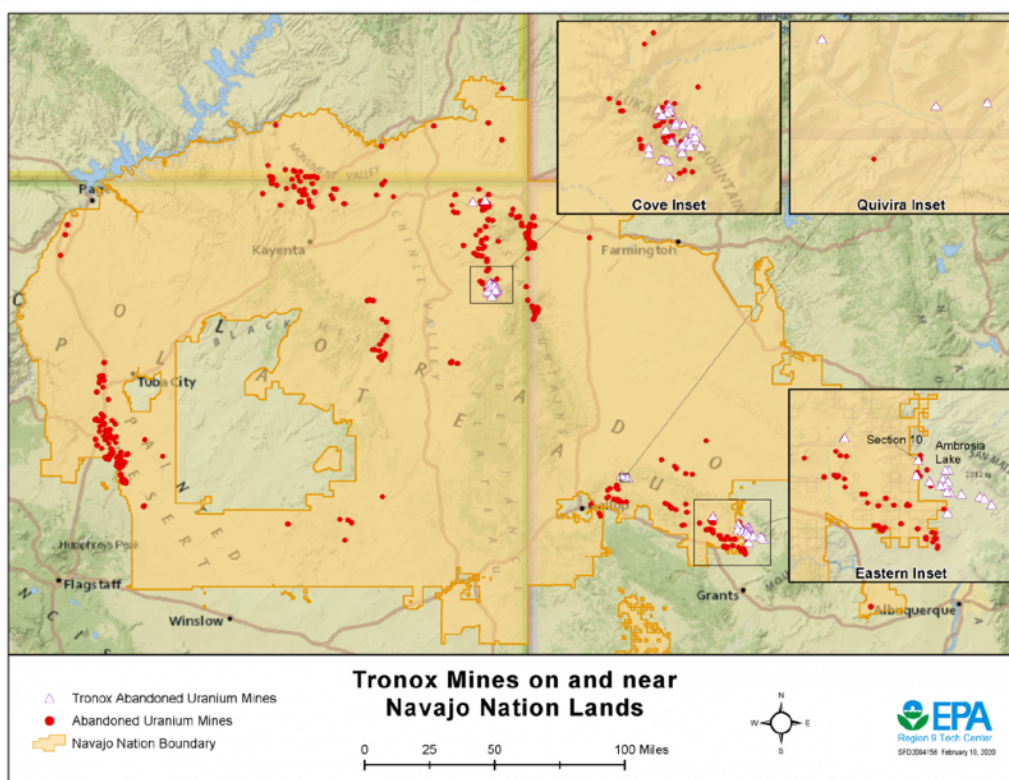 Cove Inset
Quivira Inset
MONUMENT VALLEY
Page
Kayenta
CHINLE VALLEY
Farmington
BLACK
Tuba City
PAINTED
DESERT
Section 10
Ambrosia
Lake
Eastern Inset
Humphreys Peak
Flagstaff
Winslow
Grants
Albuquerque
Tronox Mines on and near
Navajo Nation Lands
Tronox Abandoned Uranium Mines
Abandoned Uranium Mines
Navajo Nation Boundary
0 25 50 100 Miles
N
W E
S
EPA
Region 9 Tech Center
SFD2004156 February 10, 2020